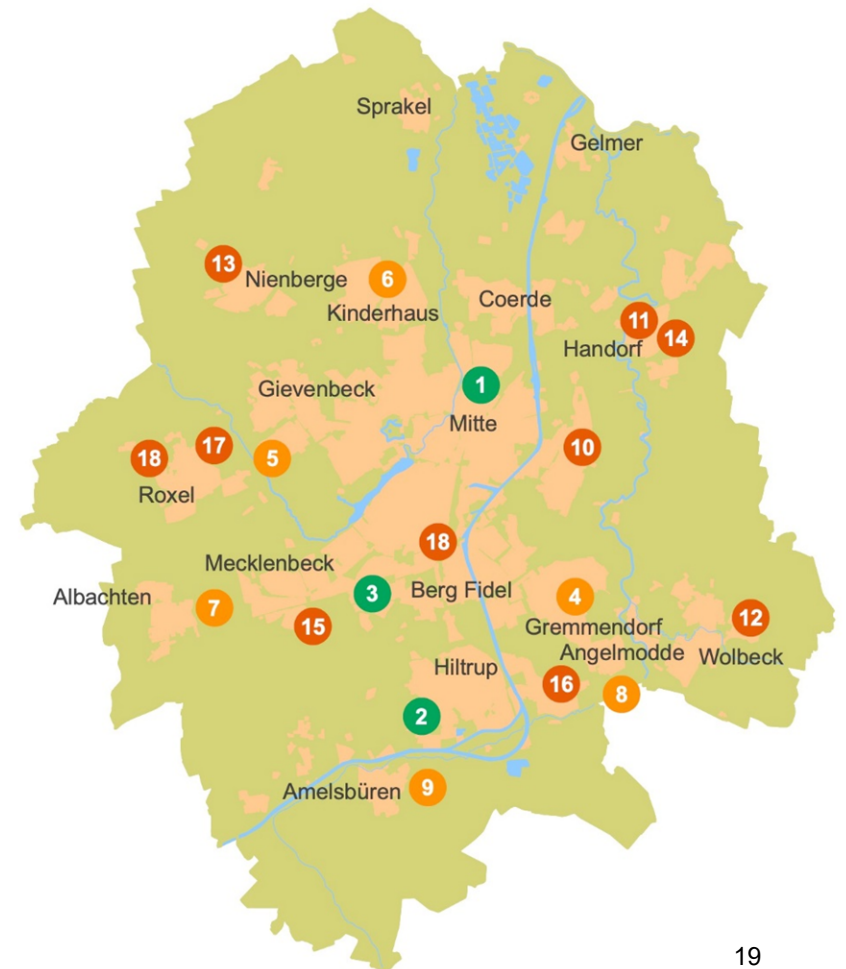 Sprakel
Gelmer
13
Nienberge
6
Kinderhaus
Coerde
11
14
Handorf
Gievenbeck
1
Mitte
18
17
5
10
Roxel
18
Mecklenbeck
Berg Fidel
Albachten
7
3
4
15
Gremmendorf
12
Angelmodde
Wolbeck
Hiltrup
16
8
2
Amelsbüren
9
19